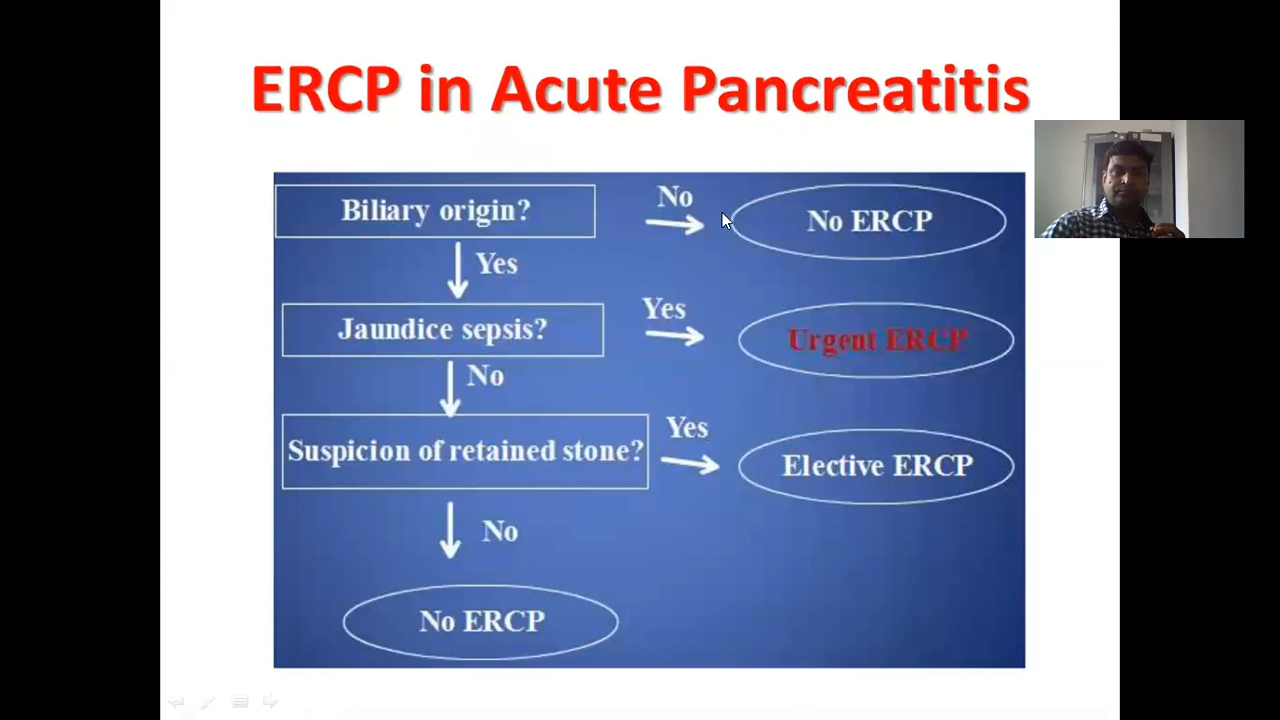 ERCP in Acute Pancreatitis
Biliary origin?
No
No ERCP
Yes
Jaundice sepsis?
Yes
Urgent ERCP
No
Suspicion of retained stone?
Yes
Elective ERCP
No
No ERCP